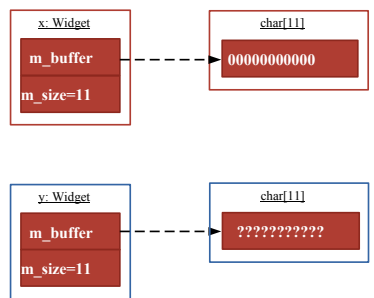 x: Widget
char[11]
m_buffer
00000000000
m_size=11
y: Widget
char[11]
m_buffer
???????????
m_size=11